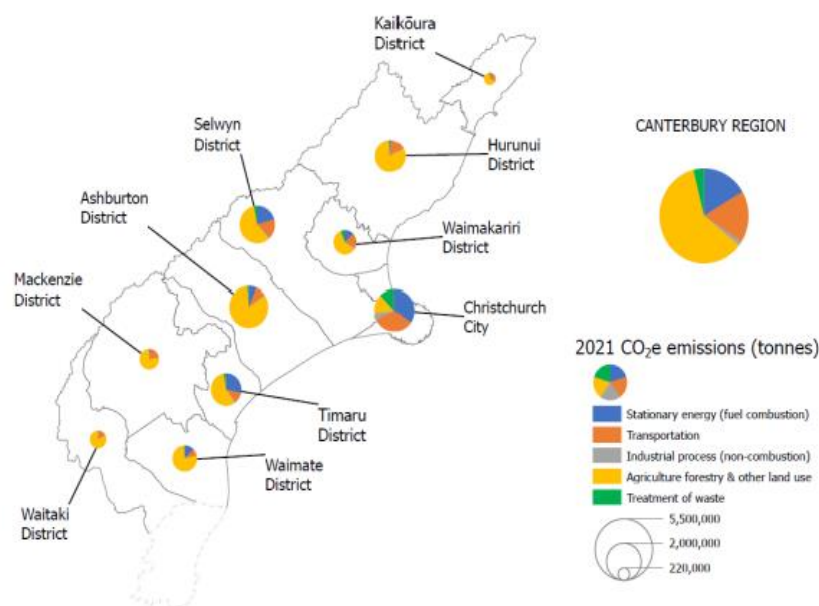 Kaikōura
District
Selwyn
District
Hurunui
District
CANTERBURY REGION
Ashburton
District
Waimakariri
District
Mackenzie
District
Christchurch
City
Timaru
District
Waimate
District
Waitaki
District
2021 CO₂e emissions (tonnes)
Stationary energy (fuel combustion)
Transportation
Industrial process (non-combustion)
Agriculture forestry & other land use
Treatment of waste
5,500,000
2,000,000
220,000